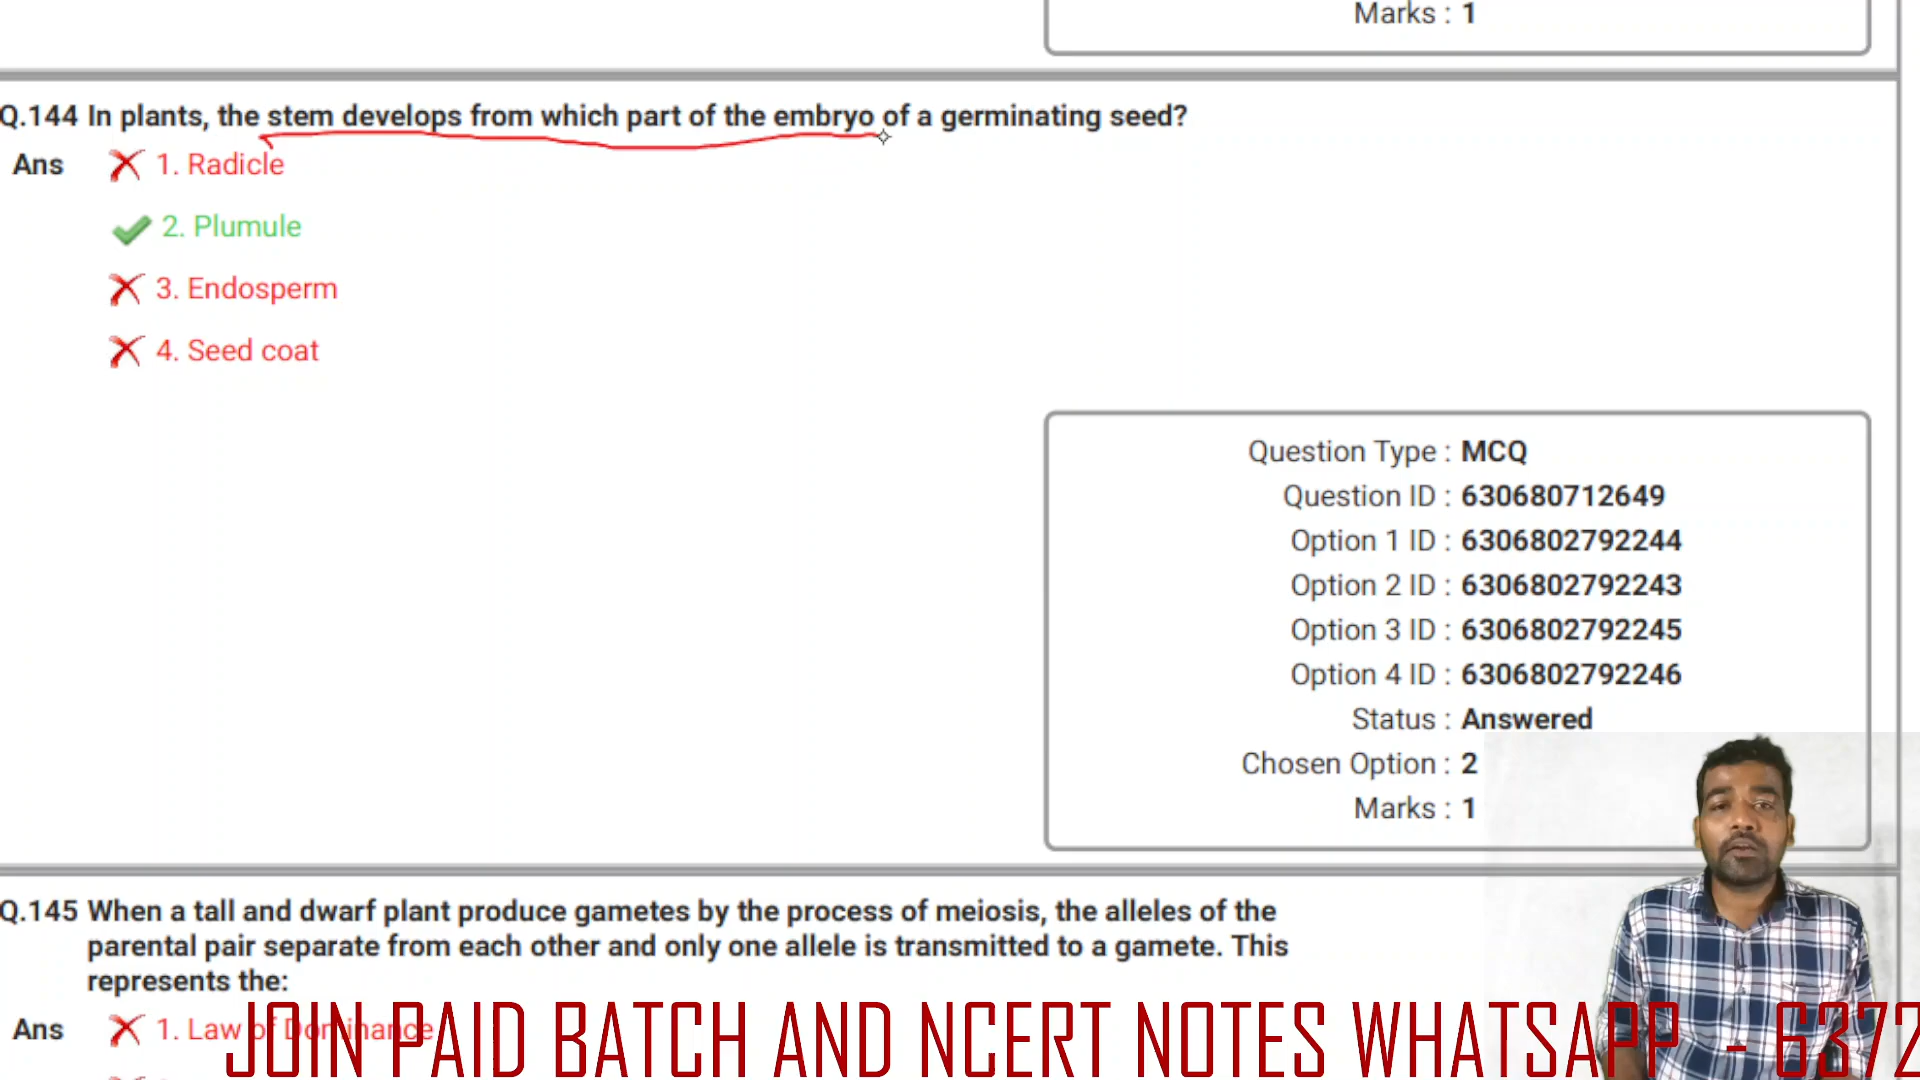 Marks : 1
Q.144 In plants, the stem develops from which part of the embryo of a germinating seed?
Ans 1. Radicle
2. Plumule
3. Endosperm
4. Seed coat
Question Type : MCQ
Question ID : 630680712649
Option 1 ID : 6306802792244
Option 2 ID : 6306802792243
Option 3 ID : 6306802792245
Option 4 ID : 6306802792246
Status : Answered
Chosen Option : 2
Marks : 1
Q.145 When a tall and dwarf plant produce gametes by the process of meiosis, the alleles of the
parental pair separate from each other and only one allele is transmitted to a gamete. This
represents the:
Ans 1. Law of Dominance
JOIN PAID BATCH AND NCERT NOTES WHATSAPP - 6372